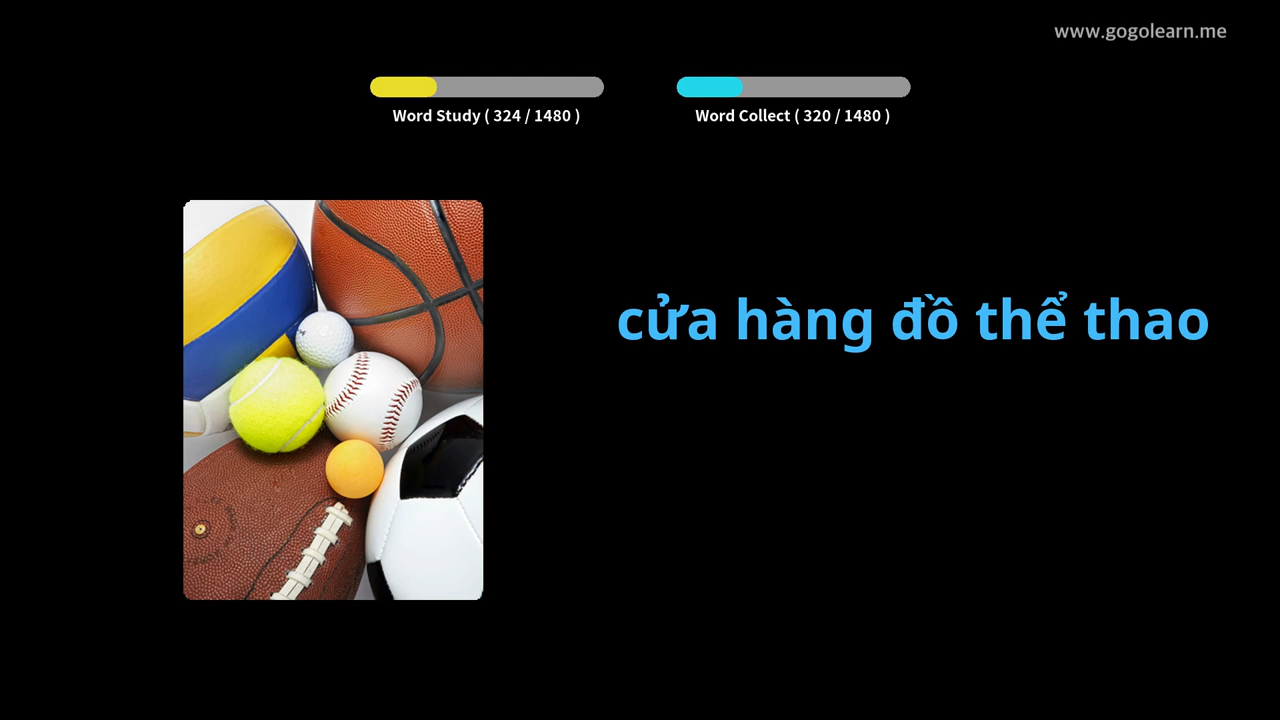 www.gogolearn.me
Word Study ( 324 / 1480 )
Word Collect ( 320 / 1480 )
cửa hàng đồ thể thao